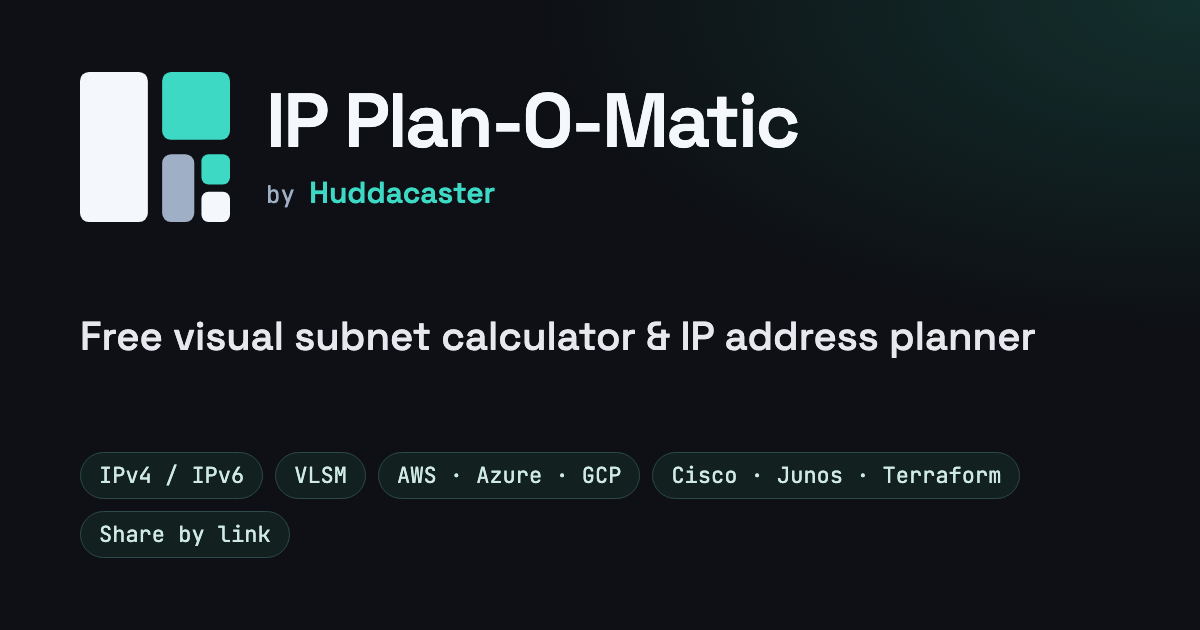 IP Plan-O-Matic
by Huddacaster
Free visual subnet calculator & IP address planner
IPv4 / IPv6 VLSM AWS · Azure · GCP Cisco · Junos · Terraform
Share by link